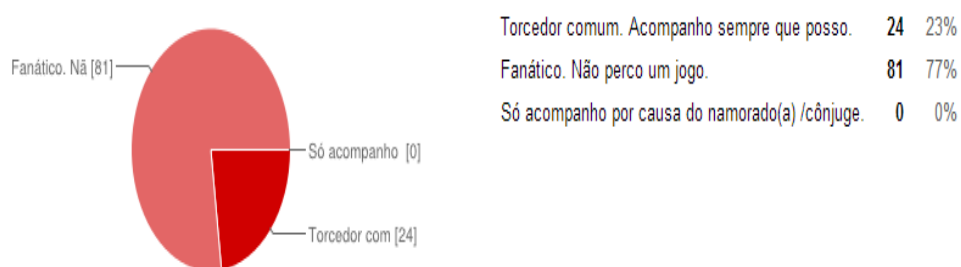 Fanático. Nã [81]
Só acompanho [0]
Torcedor com [24]
Torcedor comum. Acompanho sempre que posso. 24 23%
Fanático. Não perco um jogo. 81 77%
Só acompanho por causa do namorado(a) /cônjuge. 0 0%